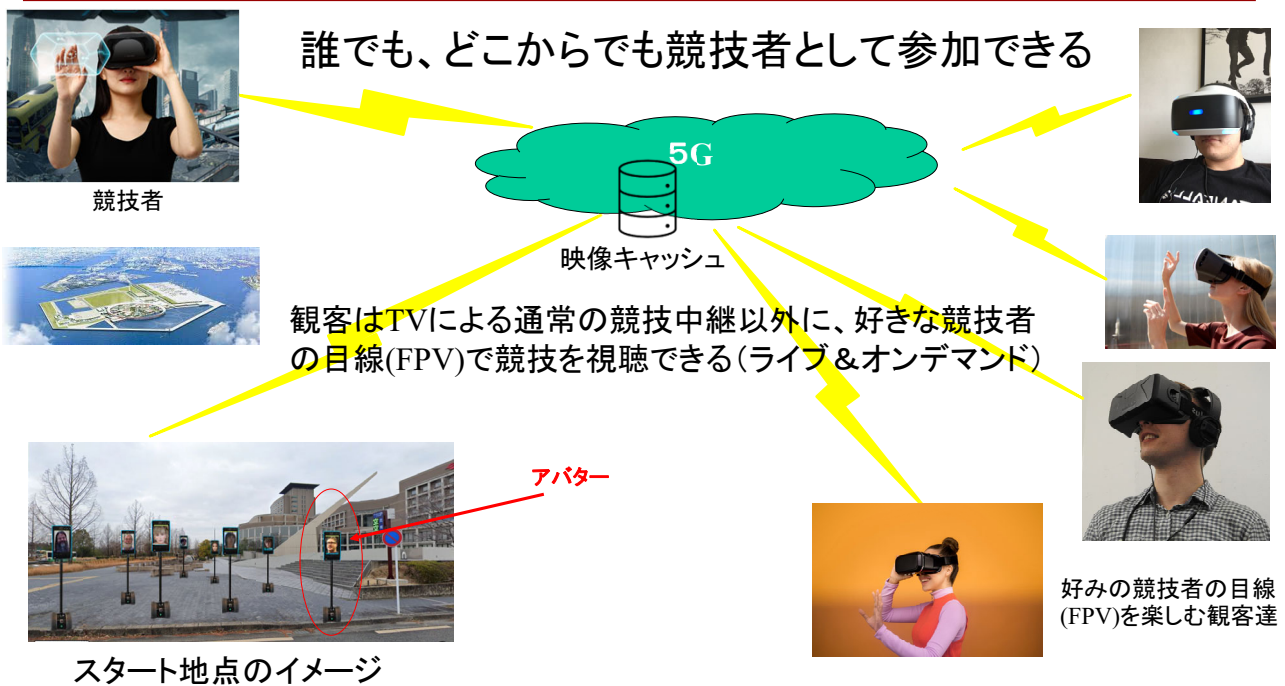 誰でも、どこからでも競技者として参加できる
5G
競技者
映像キャッシュ
観客はTVによる通常の競技中継以外に、好きな競技者
の目線(FPV)で競技を視聴できる(ライブ&オンデマンド)
アバター
好みの競技者の目線
(FPV)を楽しむ観客達
スタート地点のイメージ